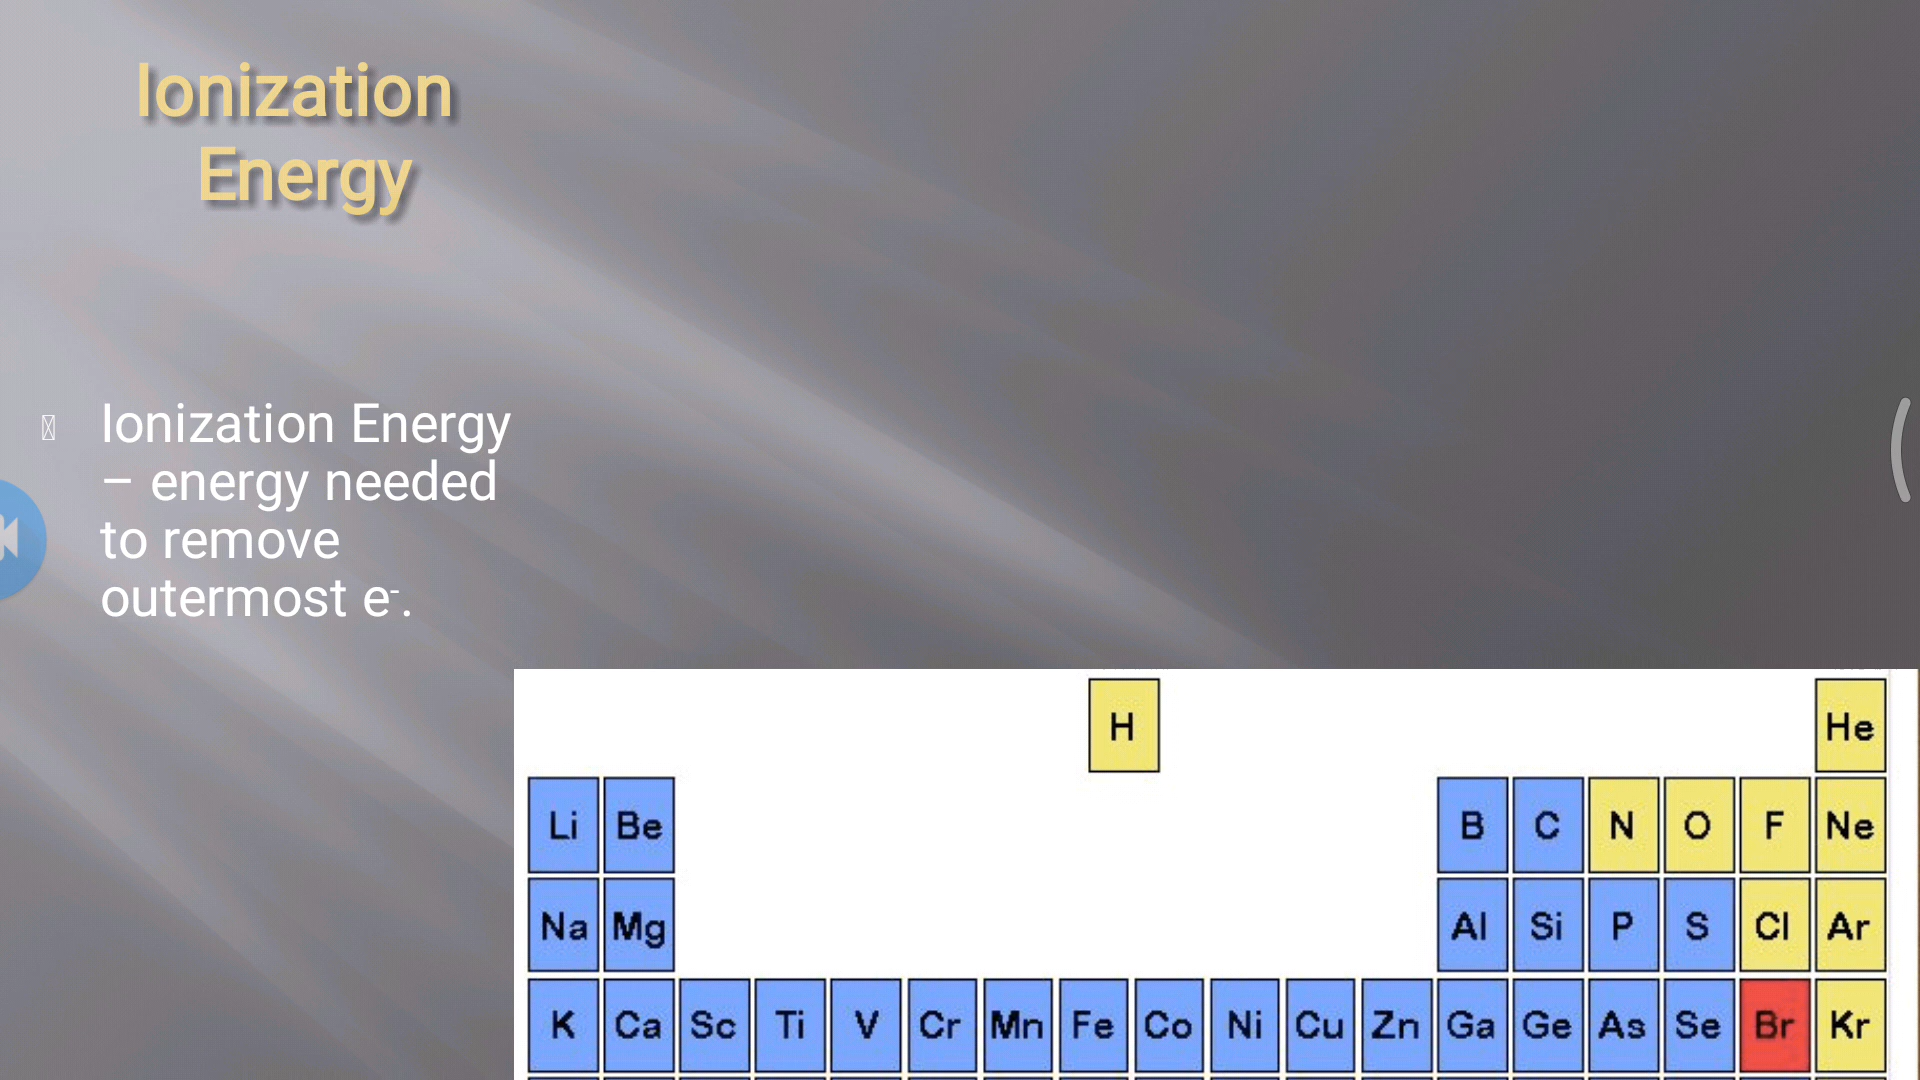 Ionization
Energy
Ionization Energy
– energy needed
to remove
outermost e-.
H He
Li Be B C N O F Ne
Na Mg Al Si P S Cl Ar
K Ca Sc Ti V Cr Mn Fe Co Ni Cu Zn Ga Ge As Se Br Kr